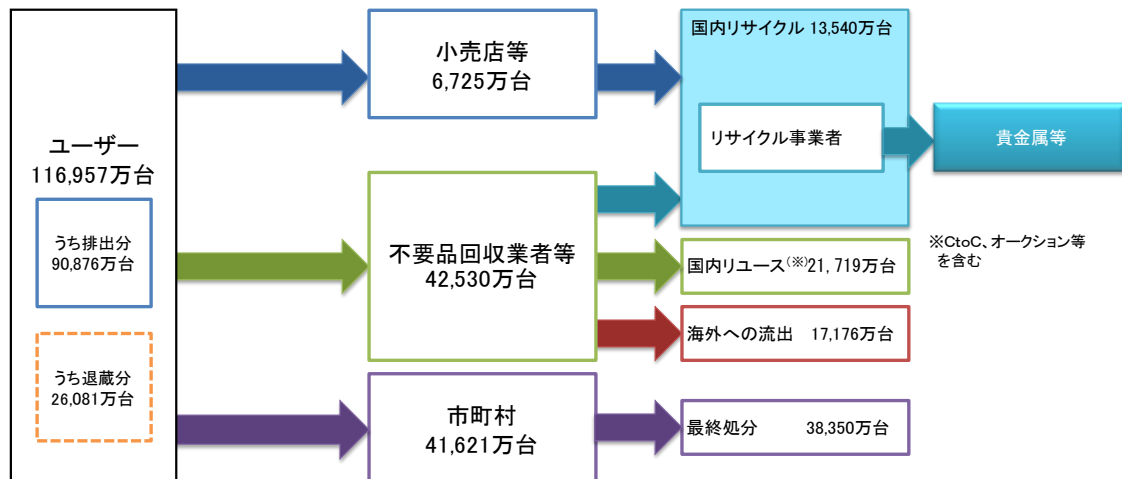 ユーザー
116,957万台
うち排出分
90,876万台
うち退蔵分
26,081万台
小売店等
6,725万台
不要品回収業者等
42,530万台
市町村
41,621万台
国内リサイクル 13,540万台
リサイクル事業者
国内リユース(※)21,719万台
海外への流出 17,176万台
最終処分 38,350万台
貴金属等
※CtoC、オークション等
を含む